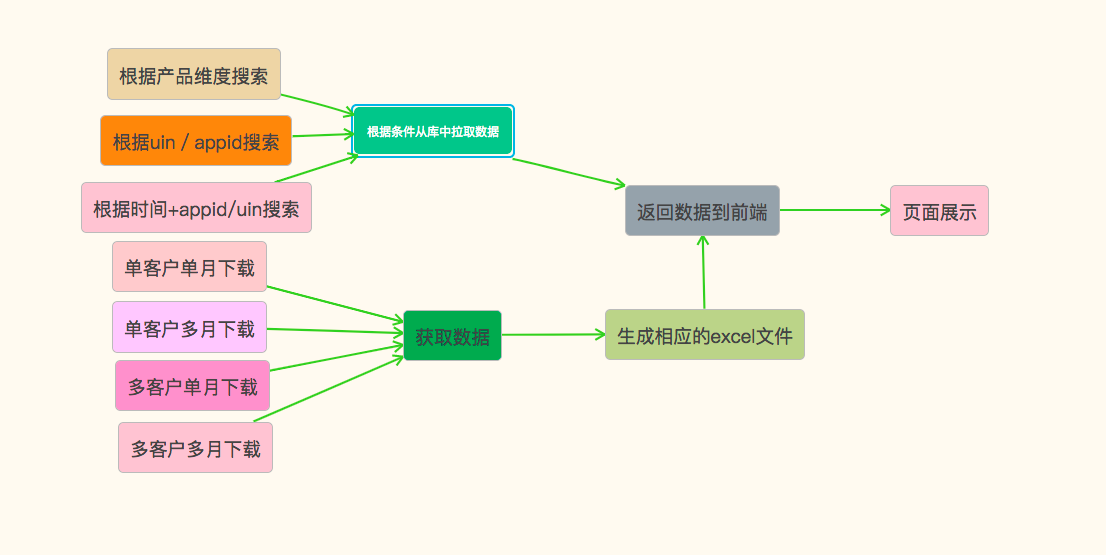 根据产品维度搜索
根据uin / appid搜索
根据时间+appid/uin搜索
根据条件从库中拉取数据
返回数据到前端
页面展示
单客户单月下载
单客户多月下载
多客户单月下载
多客户多月下载
获取数据
生成相应的excel文件